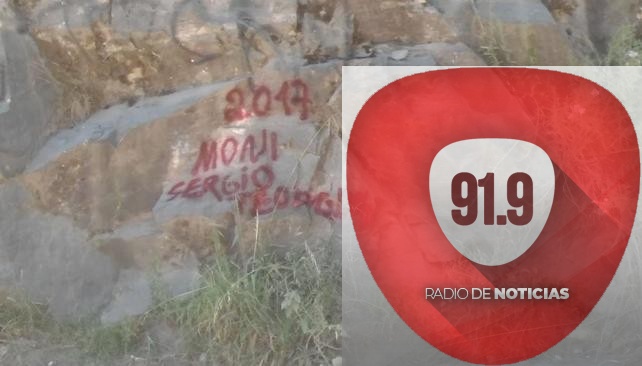 2017
MONI
SERGIO
91.9
RADIO DE NOTICIAS